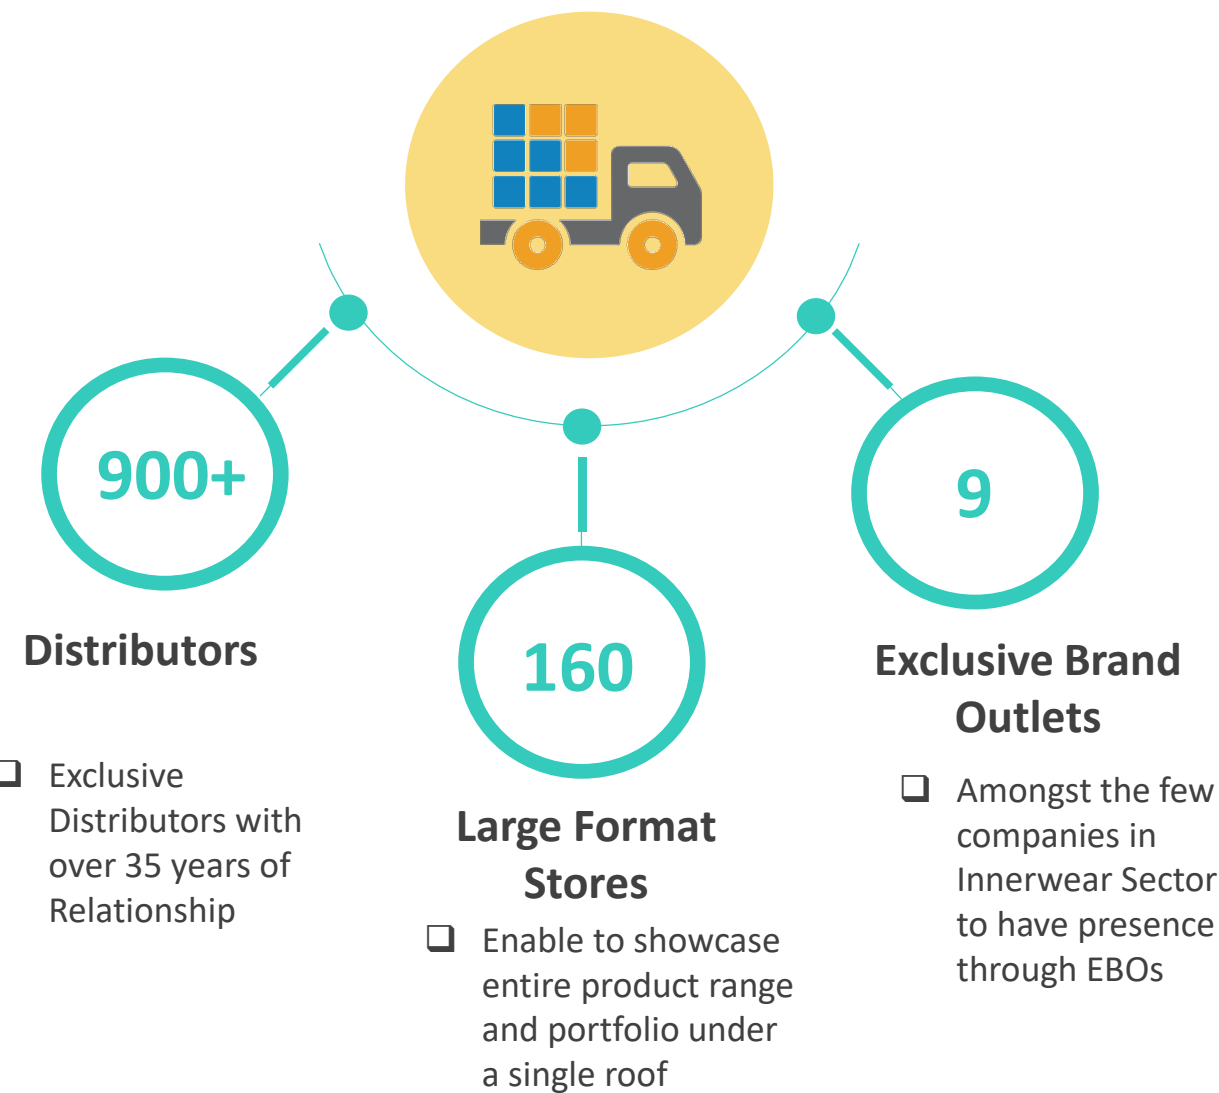 900+
Distributors
❑ Exclusive
Distributors with
over 35 years of
Relationship
160
Large Format
Stores
❑ Enable to showcase
entire product range
and portfolio under
a single roof
9
Exclusive Brand
Outlets
❑ Amongst the few
companies in
Innerwear Sector
to have presence
through EBOs